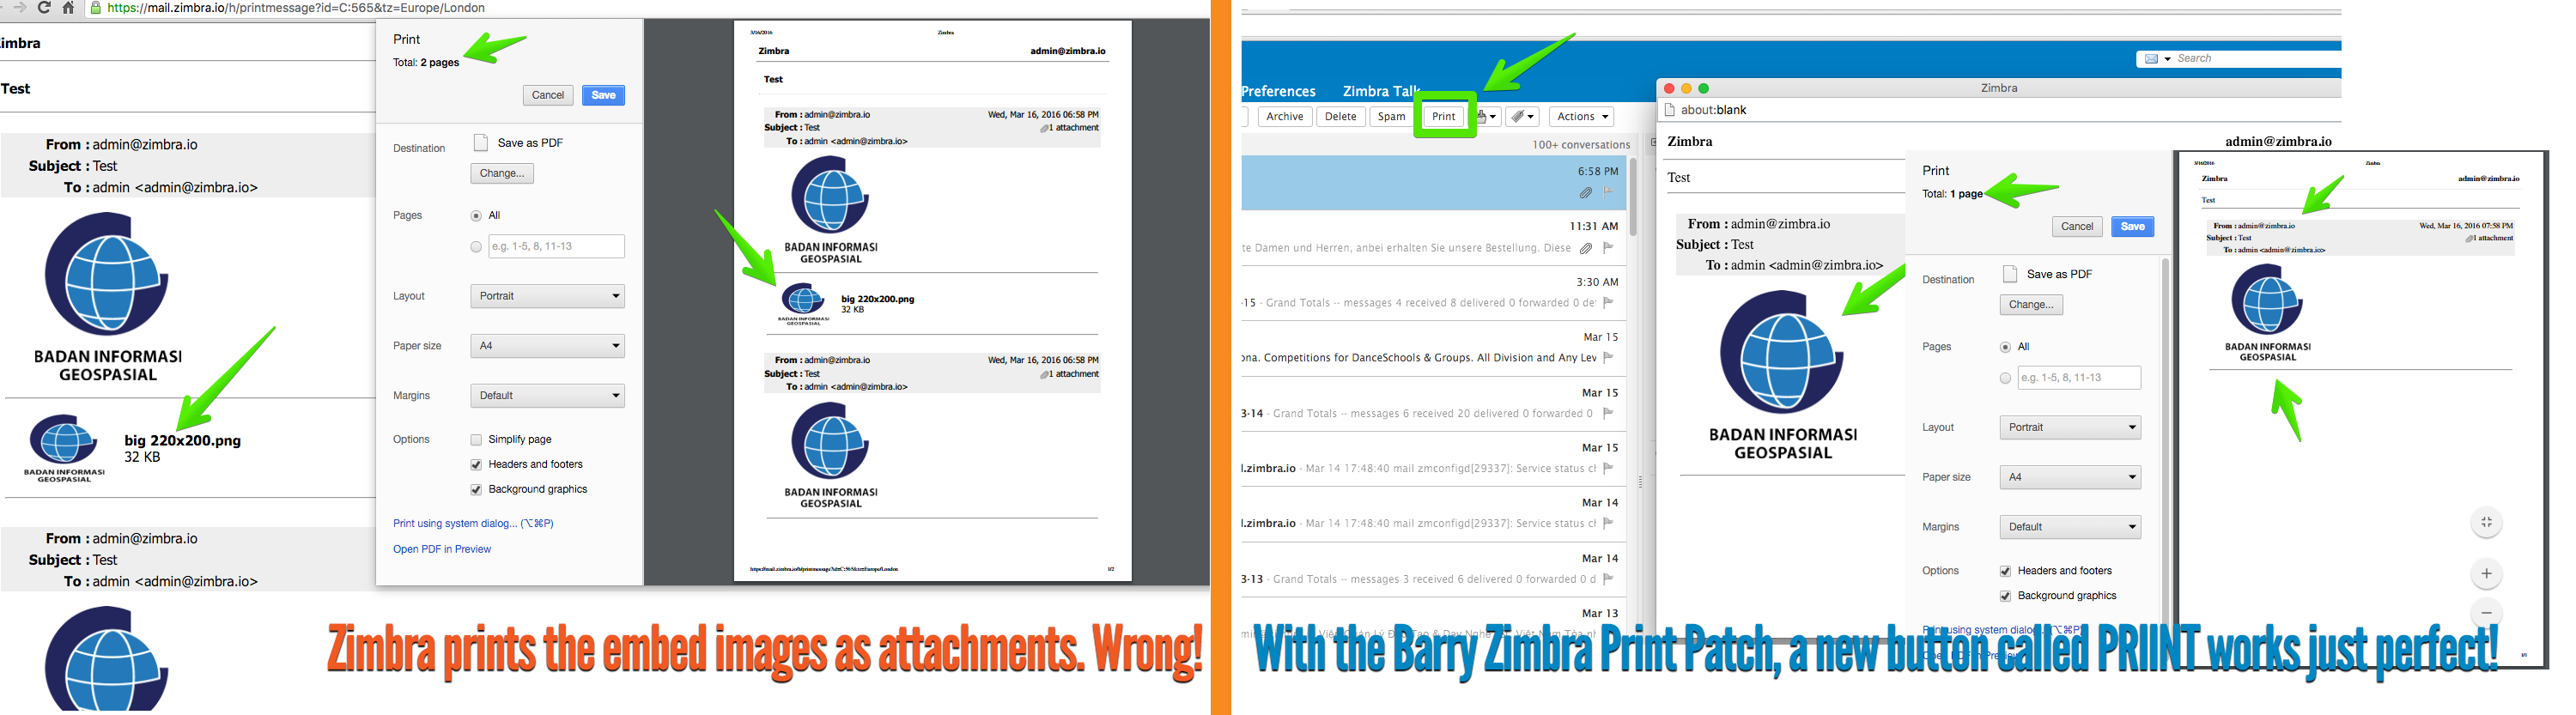 https://mail.zimbra.io/h/printmessage?id=C:565&tz=Europe/London
Zimbra
Test
From : admin@zimbra.io
Subject : Test
To : admin <admin@zimbra.io>
BADAN INFORMASI
GEOSPASIAL
BADAN INFORMASI
GEOSPASIAL
big 220x200.png
32 KB
From : admin@zimbra.io
Subject : Test
To : admin <admin@zimbra.io>
Print
Total: 2 pages
Cancel
Save
Destination
Save as PDF
Change...
Pages
All
e.g. 1-5, 8, 11-13
Layout
Portrait
Paper size
A4
Margins
Default
Options
Simplify page
Headers and footers
Background graphics
Print using system dialog... (⌥⌘P)
Open PDF in Preview
3/16/2016
Zimbra
Zimbra
admin@zimbra.io
Test
From : admin@zimbra.io
Wed, Mar 16, 2016 06:58 PM
Subject : Test
1 attachment
To : admin <admin@zimbra.io>
BADAN INFORMASI
GEOSPASIAL
BADAN INFORMASI
GEOSPASIAL
big 220x200.png
32 KB
From : admin@zimbra.io
Wed, Mar 16, 2016 06:58 PM
Subject : Test
1 attachment
To : admin <admin@zimbra.io>
BADAN INFORMASI
GEOSPASIAL
https://mail.zimbra.io/h/printmessage?id=C:565&tz=Europe/London
1/2
Zimbra prints the embed images as attachments. Wrong!
Search
Preferences
Zimbra Talk
Archive
Delete
Spam
Print
Actions
100+ conversations
6:58 PM
11:31 AM
te Damen und Herren, anbei erhalten Sie unsere Bestellung. Diese
3:30 AM
-15 - Grand Totals -- messages 4 received 8 delivered 0 forwarded 0 de
Mar 15
ona. Competitions for DanceSchools & Groups. All Division and Any Lev
Mar 15
3-14 - Grand Totals -- messages 6 received 20 delivered 0 forwarded 0
Mar 15
l.zimbra.io - Mar 14 17:48:40 mail zmconfigd[29337]: Service status ch
Mar 14
l.zimbra.io - Mar 14 17:48:40 mail zmconfigd[29337]: Service status ch
Mar 14
3-13 - Grand Totals -- messages 3 received 6 delivered 0 forwarded 0 d
Mar 13
Zimbra
about:blank
Zimbra
admin@zimbra.io
Test
From : admin@zimbra.io
Subject : Test
To : admin <admin@zimbra.io>
BADAN INFORMASI
GEOSPASIAL
Print
Total: 1 page
Cancel
Save
Destination
Save as PDF
Change...
Pages
All
e.g. 1-5, 8, 11-13
Layout
Portrait
Paper size
A4
Margins
Default
Options
Headers and footers
Background graphics
Print using system dialog... (⌥⌘P)
3/16/2016
Zimbra
Zimbra
admin@zimbra.io
Test
From : admin@zimbra.io
Wed, Mar 16, 2016 07:58 PM
Subject : Test
1 attachment
To : admin <admin@zimbra.io>
BADAN INFORMASI
GEOSPASIAL
With the Barry Zimbra Print Patch, a new button called PRIINT works just perfect!